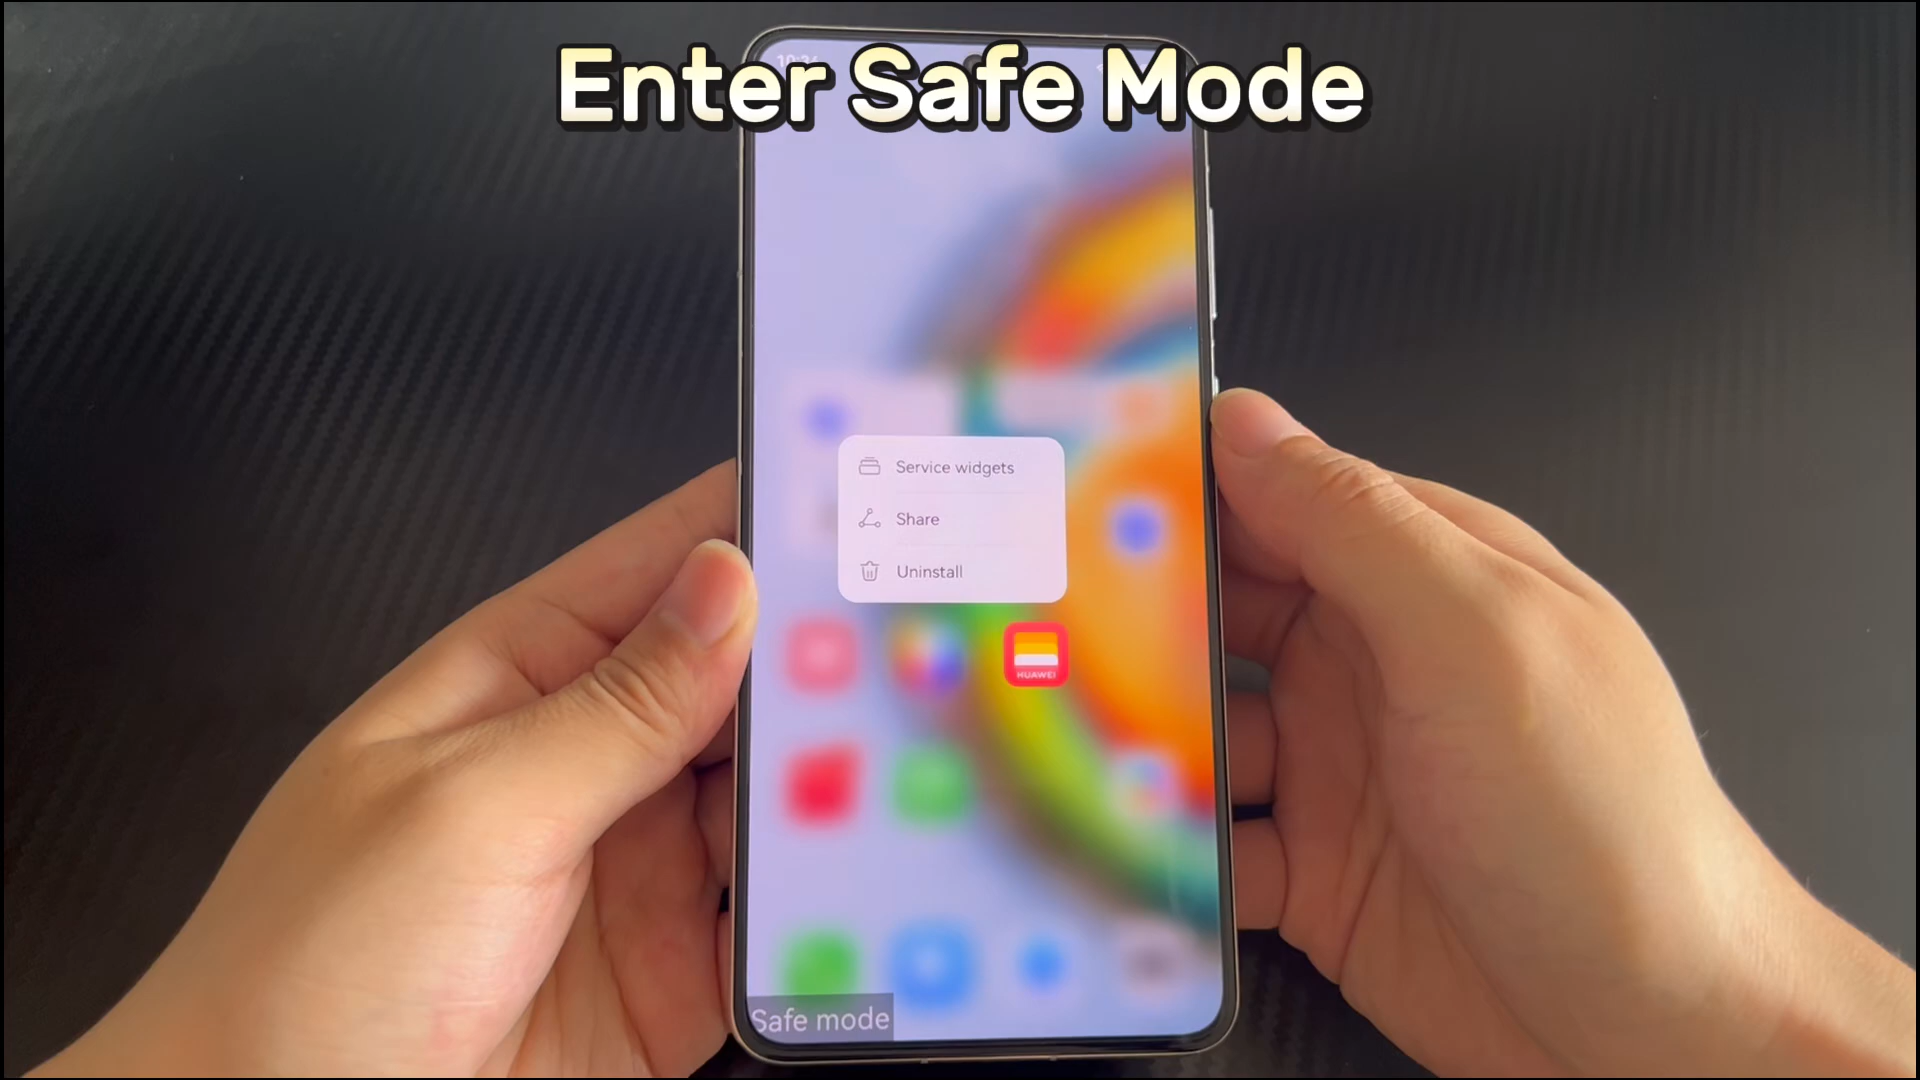 Enter Safe Mode
Service widgets
Share
Uninstall
HUAWEI
Safe mode